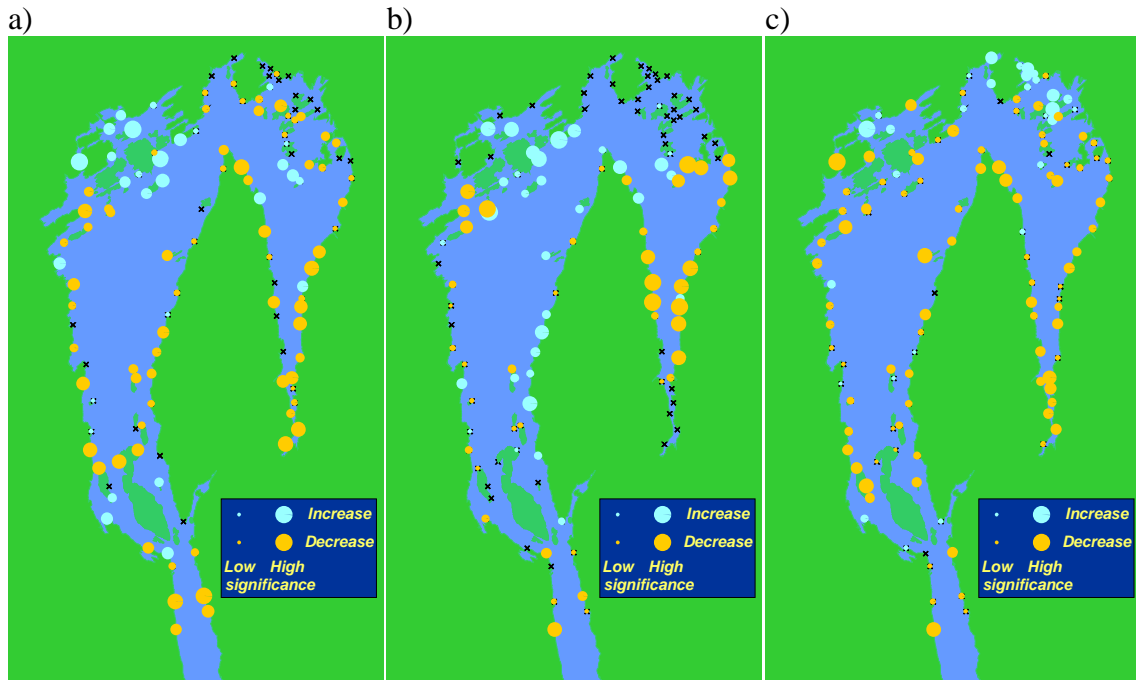 a) b) c)
Increase
Decrease
Low High
significance
Increase
Decrease
Low High
significance
Increase
Decrease
Low High
significance